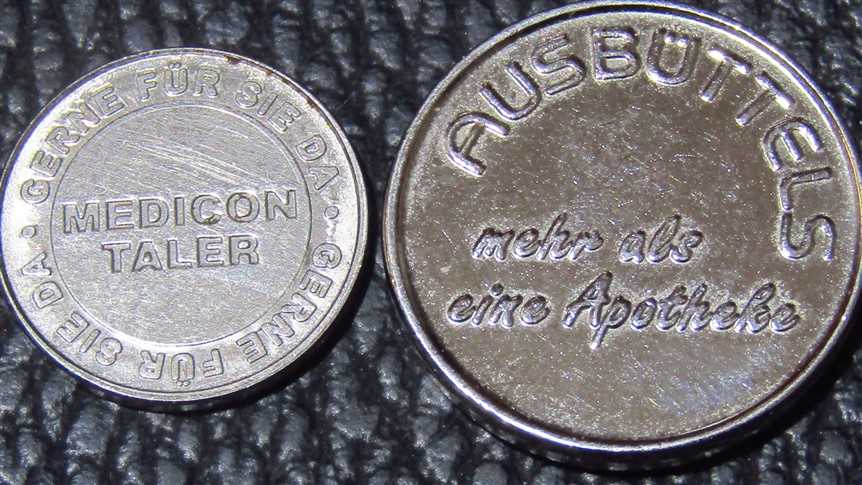 GERNE FÜR SIE DA · GERNE FÜR SIE DA ·
MEDICON
TALER
AUSBÜTTELS
mehr als
eine Apotheke